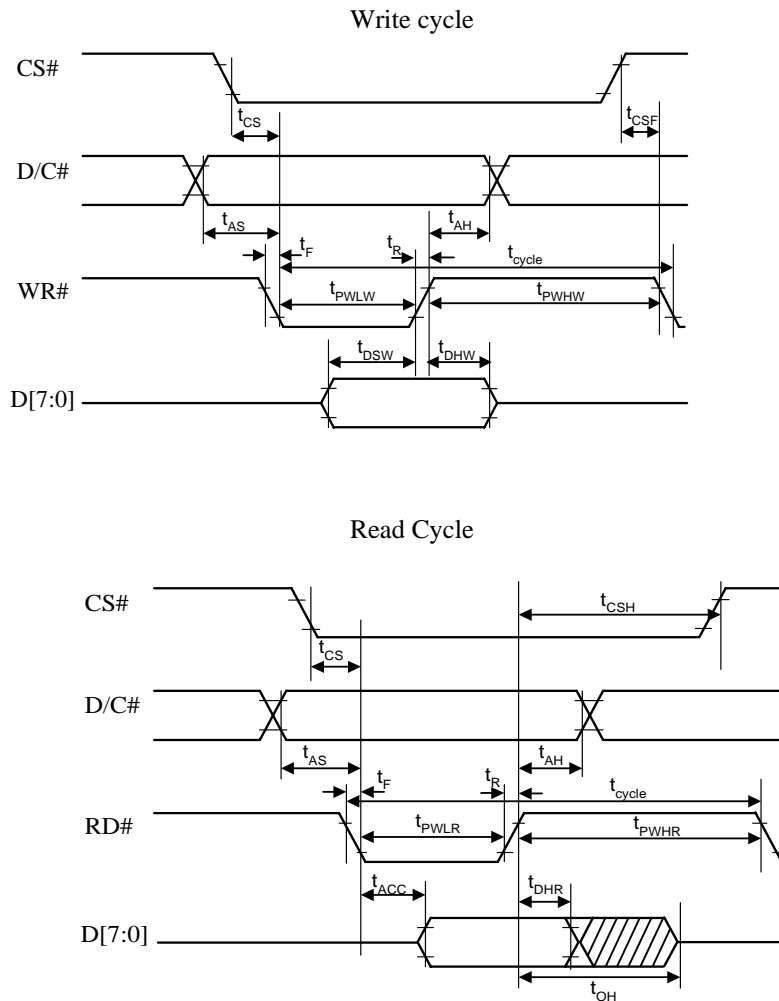 Write cycle
CS#
tCS
tCSF
D/C#
tAS
tF
tR
tAH
tcycle
WR#
tPWLW
tPWHW
tDSW
tDHW
D[7:0]
Read Cycle
CS#
tCSH
tCS
D/C#
tAS
tF
tR
tAH
tcycle
RD#
tPWLR
tPWHR
tACC
tDHR
D[7:0]
tOH